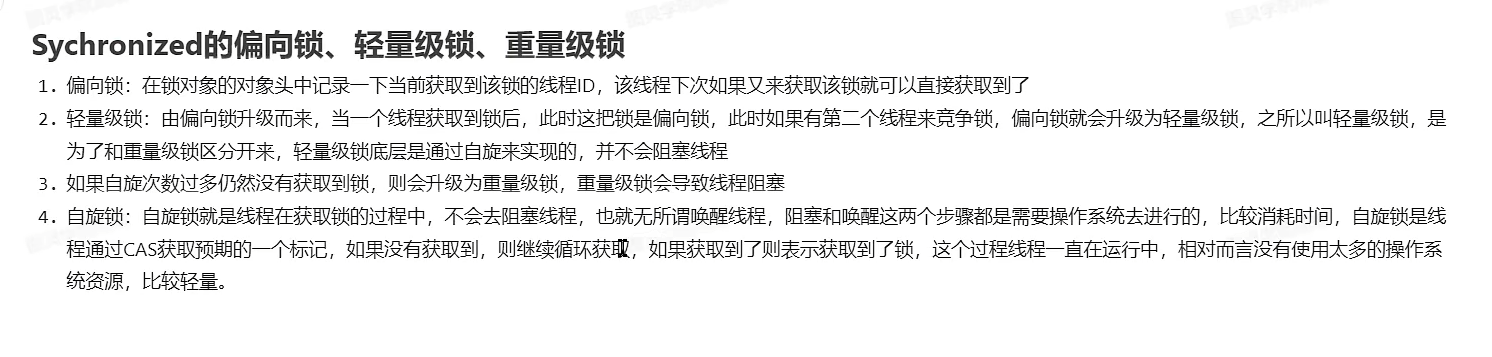 Sychronized的偏向锁、轻量级锁、重量级锁
1. 偏向锁：在锁对象的对象头中记录一下当前获取到该锁的线程ID，该线程下次如果又来获取该锁就可以直接获取到了
2. 轻量级锁：由偏向锁升级而来，当一个线程获取到锁后，此时这把锁是偏向锁，此时如果有第二个线程来竞争锁，偏向锁就会升级为轻量级锁，之所以叫轻量级锁，是
为了和重量级锁区分开来，轻量级锁底层是通过自旋来实现的，并不会阻塞线程
3. 如果自旋次数过多仍然没有获取到锁，则会升级为重量级锁，重量级锁会导致线程阻塞
4. 自旋锁：自旋锁就是线程在获取锁的过程中，不会去阻塞线程，也就无所谓唤醒线程，阻塞和唤醒这两个步骤都是需要操作系统去进行的，比较消耗时间，自旋锁是线
程通过CAS获取预期的一个标记，如果没有获取到，则继续循环获取，如果获取到了则表示获取到了锁，这个过程线程一直在运行中，相对而言没有使用太多的操作系
统资源，比较轻量。